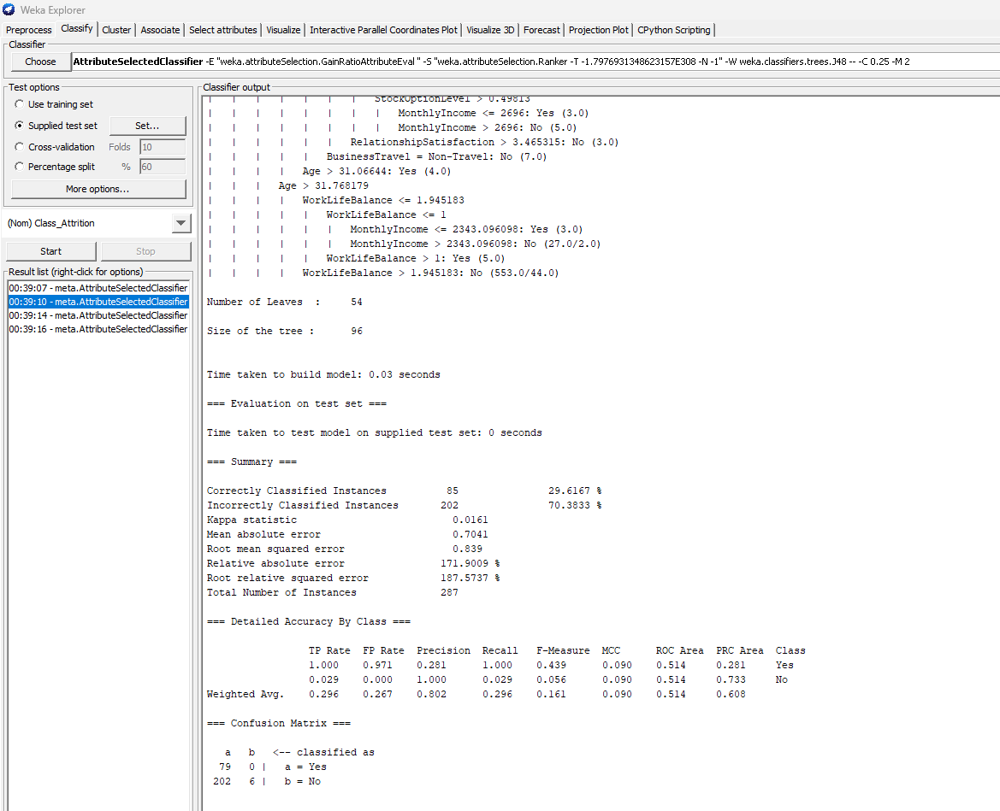 Weka Explorer
Preprocess Classify Cluster Associate Select attributes Visualize Interactive Parallel Coordinates Plot Visualize 3D Forecast Projection Plot CPython Scripting
Classifier
Choose AttributeSelectedClassifier -E "weka.attributeSelection.GainRatioAttributeEval " -S "weka.attributeSelection.Ranker -T -1.7976931348623157E308 -N -1" -W weka.classifiers.trees.J48 -- -C 0.25 -M 2
Test options
Use training set
Supplied test set Set...
Cross-validation Folds 10
Percentage split % 60
More options...
(Nom) Class_Attrition
Start Stop
Result list (right-click for options)
00:39:07 - meta.AttributeSelectedClassifier
00:39:10 - meta.AttributeSelectedClassifier
00:39:14 - meta.AttributeSelectedClassifier
00:39:16 - meta.AttributeSelectedClassifier
Classifier output
| | | | | | | StockOptionLevel > 0.49813
| | | | | | | | MonthlyIncome <= 2696: Yes (3.0)
| | | | | | | | MonthlyIncome > 2696: No (5.0)
| | | | | | RelationshipSatisfaction > 3.465315: No (3.0)
| | | | | BusinessTravel = Non-Travel: No (7.0)
| | | | Age > 31.06644: Yes (4.0)
| | | Age > 31.768179
| | | | WorkLifeBalance <= 1.945183
| | | | | WorkLifeBalance <= 1
| | | | | | MonthlyIncome <= 2343.096098: Yes (3.0)
| | | | | | MonthlyIncome > 2343.096098: No (27.0/2.0)
| | | | | WorkLifeBalance > 1: Yes (5.0)
| | | | WorkLifeBalance > 1.945183: No (553.0/44.0)
Number of Leaves : 54
Size of the tree : 96
Time taken to build model: 0.03 seconds
=== Evaluation on test set ===
Time taken to test model on supplied test set: 0 seconds
=== Summary ===
Correctly Classified Instances 85 29.6167 %
Incorrectly Classified Instances 202 70.3833 %
Kappa statistic 0.0161
Mean absolute error 0.7041
Root mean squared error 0.839
Relative absolute error 171.9009 %
Root relative squared error 187.5737 %
Total Number of Instances 287
=== Detailed Accuracy By Class ===
TP Rate FP Rate Precision Recall F-Measure MCC ROC Area PRC Area Class
1.000 0.971 0.281 1.000 0.439 0.090 0.514 0.281 Yes
0.029 0.000 1.000 0.029 0.056 0.090 0.514 0.733 No
Weighted Avg. 0.296 0.267 0.802 0.296 0.161 0.090 0.514 0.608
=== Confusion Matrix ===
a b <-- classified as
79 0 | a = Yes
202 6 | b = No